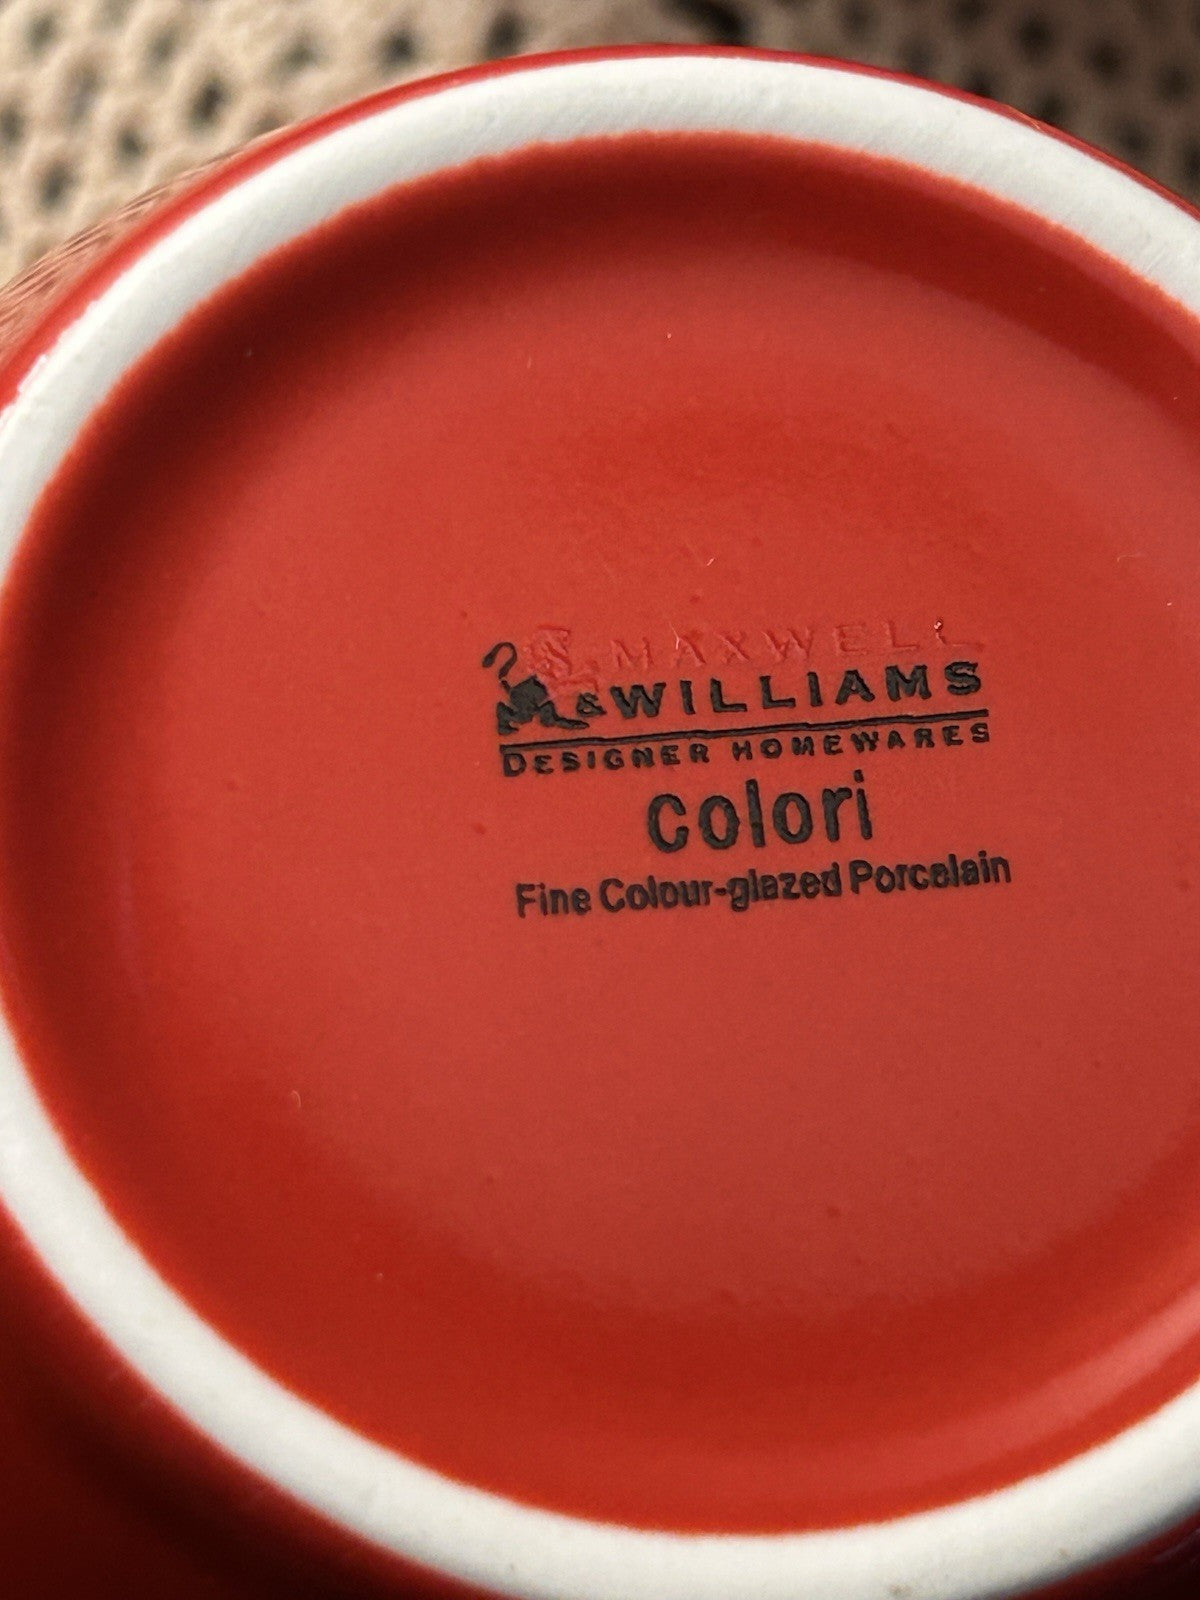 MAXWELL
& WILLIAMS
DESIGNER HOMEWARES
colori
Fine Colour-glazed Porcelain